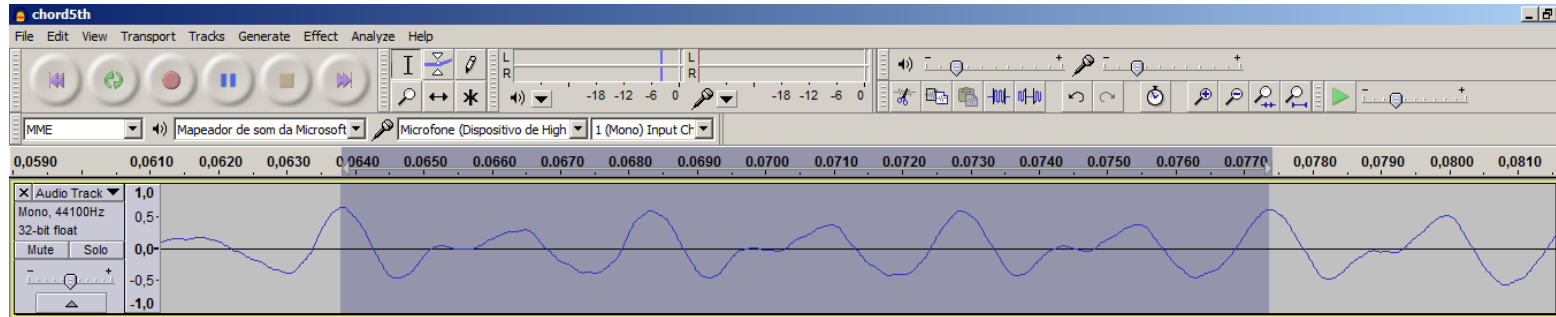 chord5th
File Edit View Transport Tracks Generate Effect Analyze Help
L L
R R
-18 -12 -6 0 -18 -12 -6 0
- + - +
- +
MME Mapeador de som da Microsoft Microfone (Dispositivo de High 1 (Mono) Input Ch
0,0590 0,0610 0,0620 0,0630 0,0640 0,0650 0,0660 0,0670 0,0680 0,0690 0,0700 0,0710 0,0720 0,0730 0,0740 0,0750 0,0760 0,0770 0,0780 0,0790 0,0800 0,0810
X Audio Track 1,0
Mono, 44100Hz 0,5-
32-bit float
Mute Solo 0,0-
- +
-0,5-
-1,0